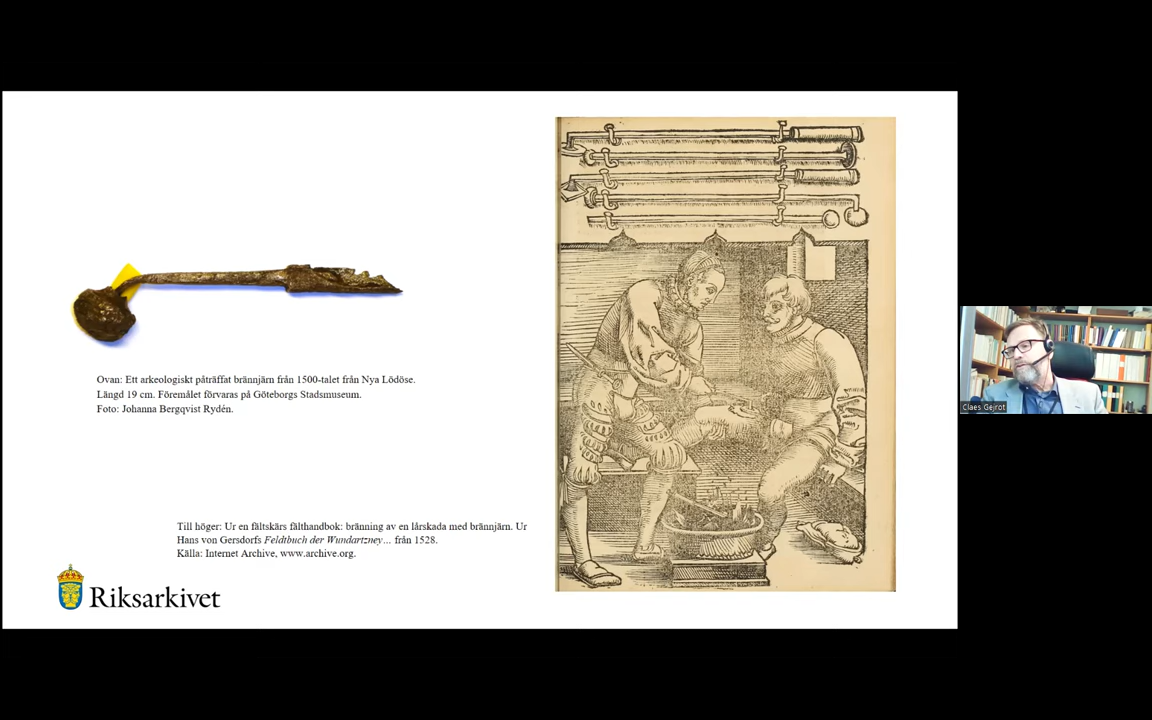 Ovan: Ett arkeologiskt påträffat brännjärn från 1500-talet från Nya Lödöse.
Längd 19 cm. Föremålet förvaras på Göteborgs Stadsmuseum.
Foto: Johanna Bergqvist Rydén.
Till höger: Ur en fältskärs fälthandbok: bränning av en lårskada med brännjärn. Ur
Hans von Gersdorfs Feldtbuch der Wundartzney... från 1528.
Källa: Internet Archive, www.archive.org.
Riksarkivet
Claes Gejrot